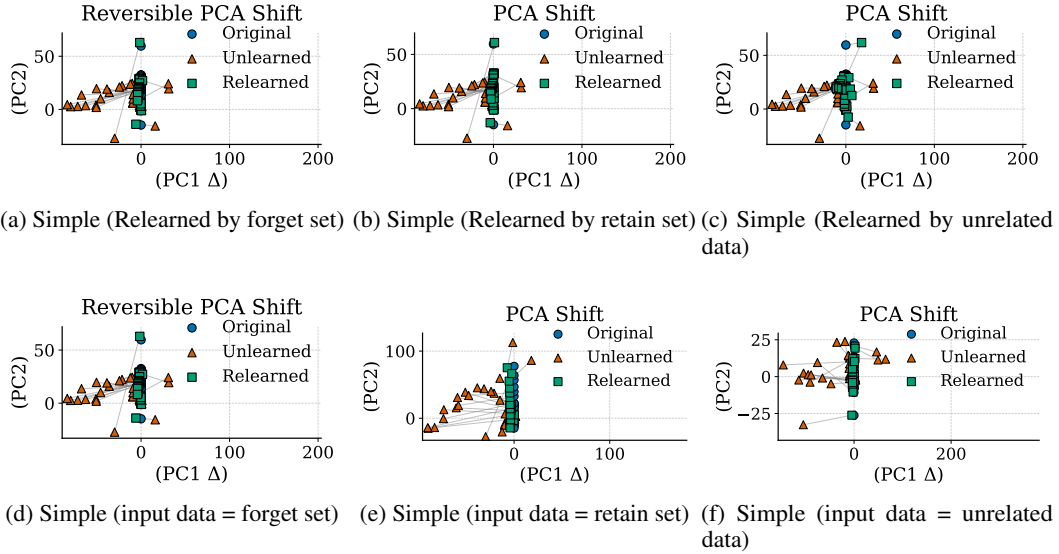 Reversible PCA Shift
Original
Unlearned
Relearned
50
0
(PC2)
0 100 200
(PC1 Δ)
(a) Simple (Relearned by forget set)
PCA Shift
Original
Unlearned
Relearned
50
0
(PC2)
0 100 200
(PC1 Δ)
(b) Simple (Relearned by retain set)
PCA Shift
Original
Unlearned
Relearned
50
0
(PC2)
0 100 200
(PC1 Δ)
(c) Simple (Relearned by unrelated
data)
Reversible PCA Shift
Original
Unlearned
Relearned
50
0
(PC2)
0 100 200
(PC1 Δ)
(d) Simple (input data = forget set)
PCA Shift
Original
Unlearned
Relearned
100
0
(PC2)
0 100
(PC1 Δ)
(e) Simple (input data = retain set)
PCA Shift
Original
Unlearned
Relearned
25
0
−25
(PC2)
0 200
(PC1 Δ)
(f) Simple (input data = unrelated
data)